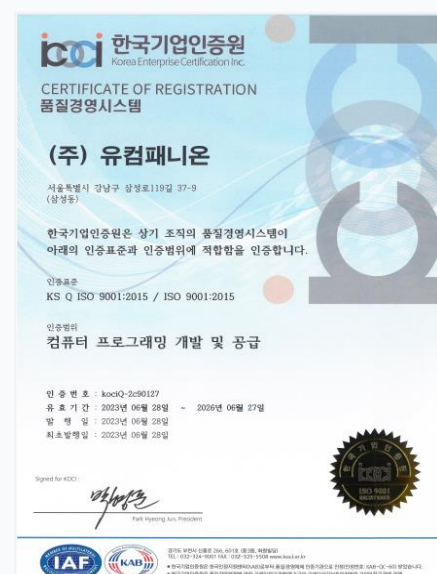 icoci 한국기업인증원
Korea Enterprise Certification Inc.
CERTIFICATE OF REGISTRATION
품질경영시스템
(주) 유컴패니온
서울특별시 강남구 삼성로119길 37-9
(삼성동)
한국기업인증원은 상기 조직의 품질경영시스템이
아래의 인증표준과 인증범위에 적합함을 인증합니다.
인증표준
KS Q ISO 9001:2015 / ISO 9001:2015
인증범위
컴퓨터 프로그래밍 개발 및 공급
인 증 번 호 : kociQ-2c90127
유 효 기 간 : 2023년 06월 28일 ~ 2026년 06월 27일
발 행 일 : 2023년 06월 28일
최초발행일 : 2023년 06월 28일
Signed for KOCI :
Park Hyeong Jun, President
한국기업인증원
ISO 9001
REGISTERED
IAF
KAB